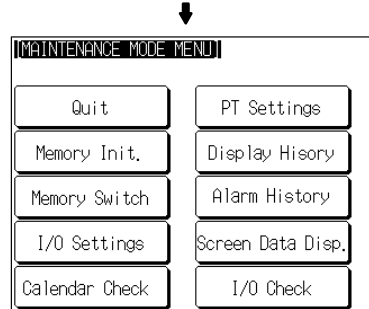 [MAINTENANCE MODE MENU]
Quit PT Settings
Memory Init. Display Hisory
Memory Switch Alarm History
I/O Settings Screen Data Disp.
Calendar Check I/O Check